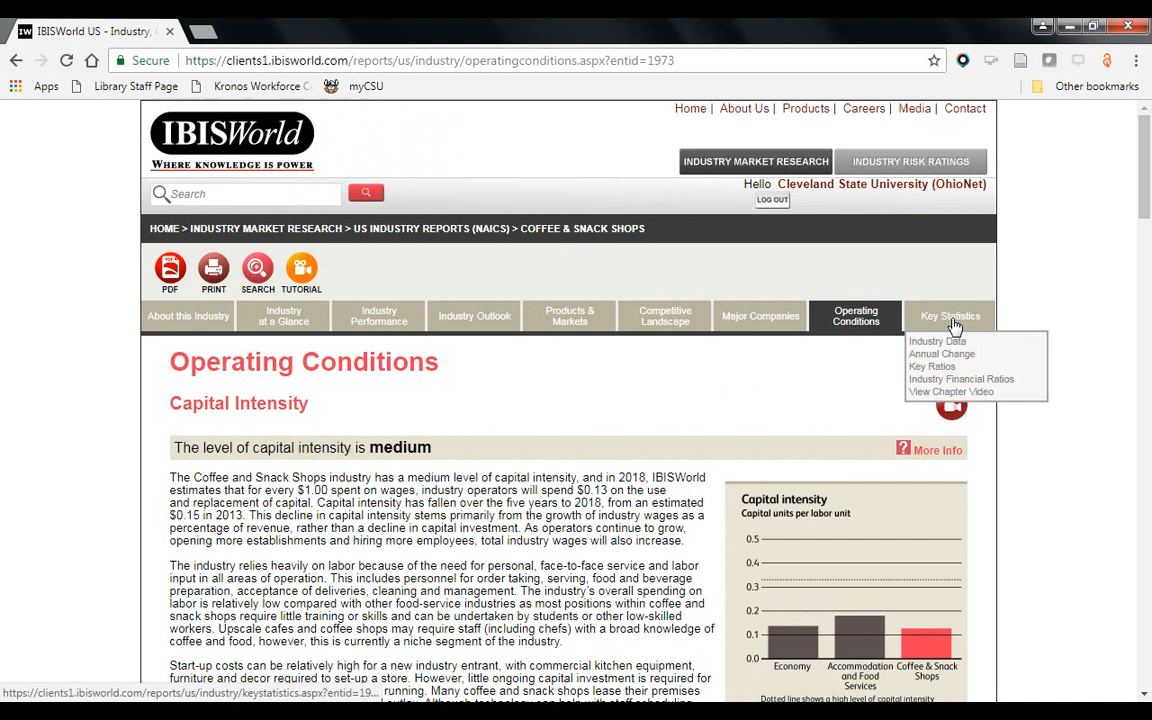 IW IBISWorld US - Industry,
Secure https://clients1.ibisworld.com/reports/us/industry/operatingconditions.aspx?entid=1973
Apps Library Staff Page Kronos Workforce C myCSU Other bookmarks
Home | About Us | Products | Careers | Media | Contact
IBISWorld
WHERE KNOWLEDGE IS POWER
INDUSTRY MARKET RESEARCH INDUSTRY RISK RATINGS
Hello Cleveland State University (OhioNet)
Search
LOG OUT
HOME > INDUSTRY MARKET RESEARCH > US INDUSTRY REPORTS (NAICS) > COFFEE & SNACK SHOPS
PDF PRINT SEARCH TUTORIAL
About this Industry
Industry
at a Glance
Industry
Performance
Industry Outlook
Products &
Markets
Competitive
Landscape
Major Companies
Operating
Conditions
Key Statistics
Industry Data
Annual Change
Key Ratios
Industry Financial Ratios
View Chapter Video
Operating Conditions
Capital Intensity
The level of capital intensity is medium
? More Info
The Coffee and Snack Shops industry has a medium level of capital intensity, and in 2018, IBISWorld
estimates that for every $1.00 spent on wages, industry operators will spend $0.13 on the use
and replacement of capital. Capital intensity has fallen over the five years to 2018, from an estimated
$0.15 in 2013. This decline in capital intensity stems primarily from the growth of industry wages as a
percentage of revenue, rather than a decline in capital investment. As operators continue to grow,
opening more establishments and hiring more employees, total industry wages will also increase.
The industry relies heavily on labor because of the need for personal, face-to-face service and labor
input in all areas of operation. This includes personnel for order taking, serving, food and beverage
preparation, acceptance of deliveries, cleaning and management. The industry's overall spending on
labor is relatively low compared with other food-service industries as most positions within coffee and
snack shops require little training or skills and can be undertaken by students or other low-skilled
workers. Upscale cafes and coffee shops may require staff (including chefs) with a broad knowledge of
coffee and food, however, this is currently a niche segment of the industry.
Start-up costs can be relatively high for a new industry entrant, with commercial kitchen equipment,
furniture and decor required to set-up a store. However, little ongoing capital investment is required for
running. Many coffee and snack shops lease their premises
Capital intensity
Capital units per labor unit
0.5
0.4
0.3
0.2
0.1
0.0
Economy
Accommodation
and Food
Services
Coffee & Snack
Shops
Dotted line shows a high level of capital intensity
https://clients1.ibisworld.com/reports/us/industry/keystatistics.aspx?entid=19...